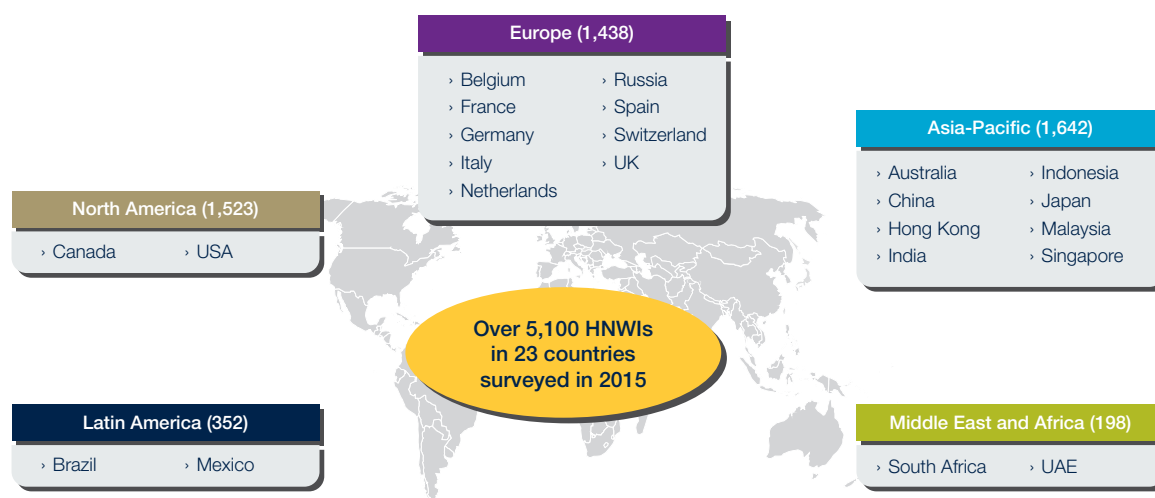 Europe (1,438)
› Belgium
› France
› Germany
› Italy
› Netherlands
› Russia
› Spain
› Switzerland
› UK
Asia-Pacific (1,642)
› Australia
› China
› Hong Kong
› India
› Indonesia
› Japan
› Malaysia
› Singapore
North America (1,523)
› Canada
› USA
Over 5,100 HNWIs
in 23 countries
surveyed in 2015
Latin America (352)
› Brazil
› Mexico
Middle East and Africa (198)
› South Africa
› UAE